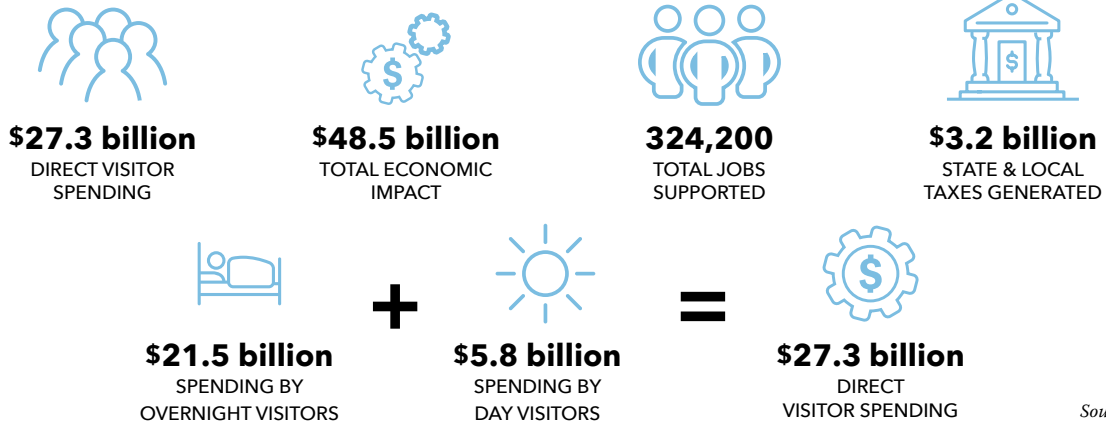 $27.3 billion
DIRECT VISITOR
SPENDING
$48.5 billion
TOTAL ECONOMIC
IMPACT
324,200
TOTAL JOBS
SUPPORTED
$3.2 billion
STATE & LOCAL
TAXES GENERATED
$21.5 billion
SPENDING BY
OVERNIGHT VISITORS
+
$5.8 billion
SPENDING BY
DAY VISITORS
=
$27.3 billion
DIRECT
VISITOR SPENDING